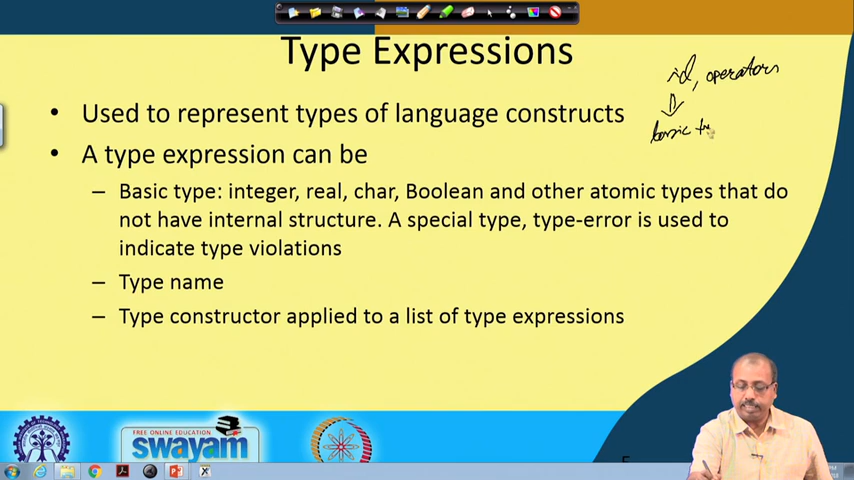 Type Expressions
id, operators
• Used to represent types of language constructs
basic
• A type expression can be
– Basic type: integer, real, char, Boolean and other atomic types that do
not have internal structure. A special type, type-error is used to
indicate type violations
– Type name
– Type constructor applied to a list of type expressions
FREE ONLINE EDUCATION
swayam
5